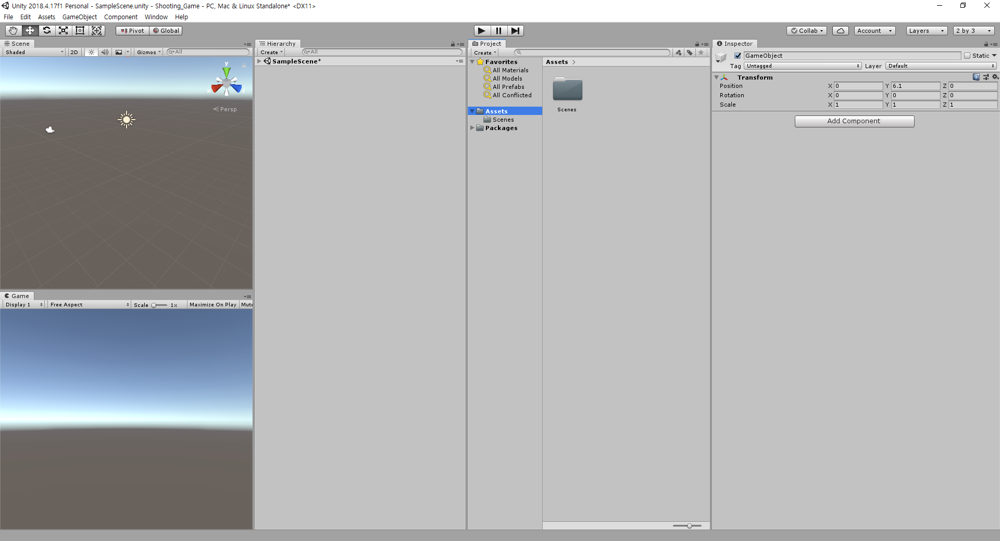 Unity 2018.4.17f1 Personal - SampleScene.unity - Shooting_Game - PC, Mac & Linux Standalone* <DX11>
File Edit Assets GameObject Component Window Help
Pivot Global
Collab Account Layers 2 by 3
Scene
Shaded 2D Gizmos All
y
x z
Persp
Game
Display 1 Free Aspect Scale 1x Maximize On Play Mute
Hierarchy
Create All
SampleScene*
Project
Create
Favorites
All Materials
All Models
All Prefabs
All Conflicted
Assets
Scenes
Packages
Assets
Scenes
Inspector
GameObject Static
Tag Untagged Layer Default
Transform
Position X 0 Y 6.1 Z 0
Rotation X 0 Y 0 Z 0
Scale X 1 Y 1 Z 1
Add Component